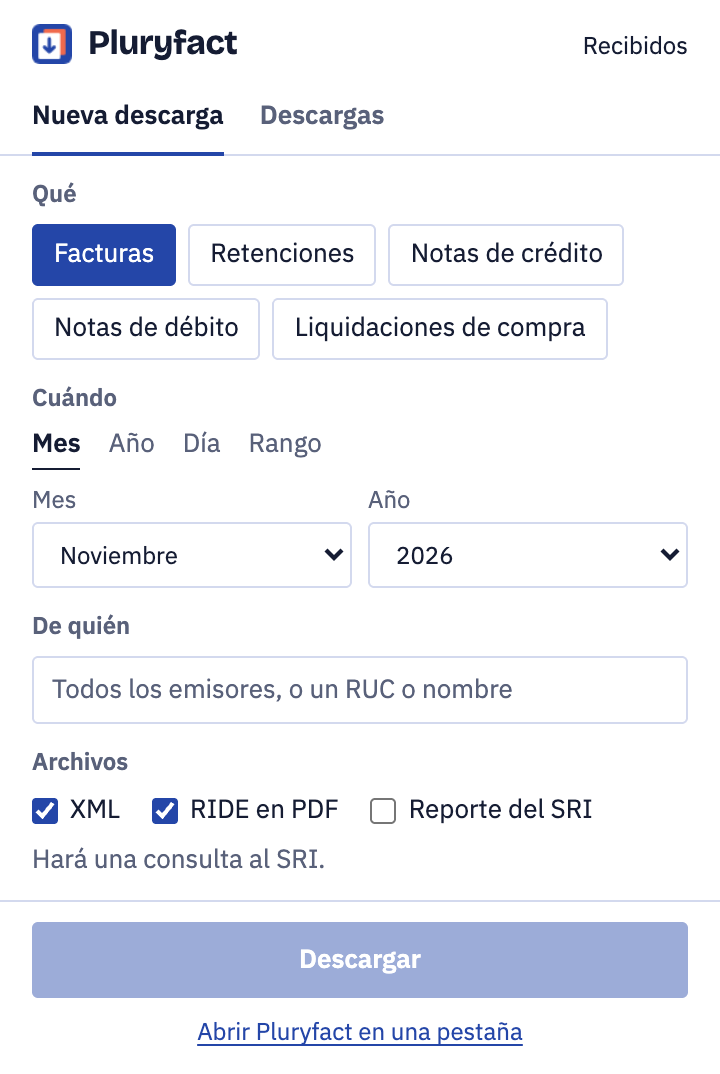 Pluryfact
Recibidos
Nueva descarga Descargas
Qué
Facturas Retenciones Notas de crédito
Notas de débito Liquidaciones de compra
Cuándo
Mes Año Día Rango
Mes Año
Noviembre 2026
De quién
Todos los emisores, o un RUC o nombre
Archivos
XML RIDE en PDF Reporte del SRI
Hará una consulta al SRI.
Descargar
Abrir Pluryfact en una pestaña